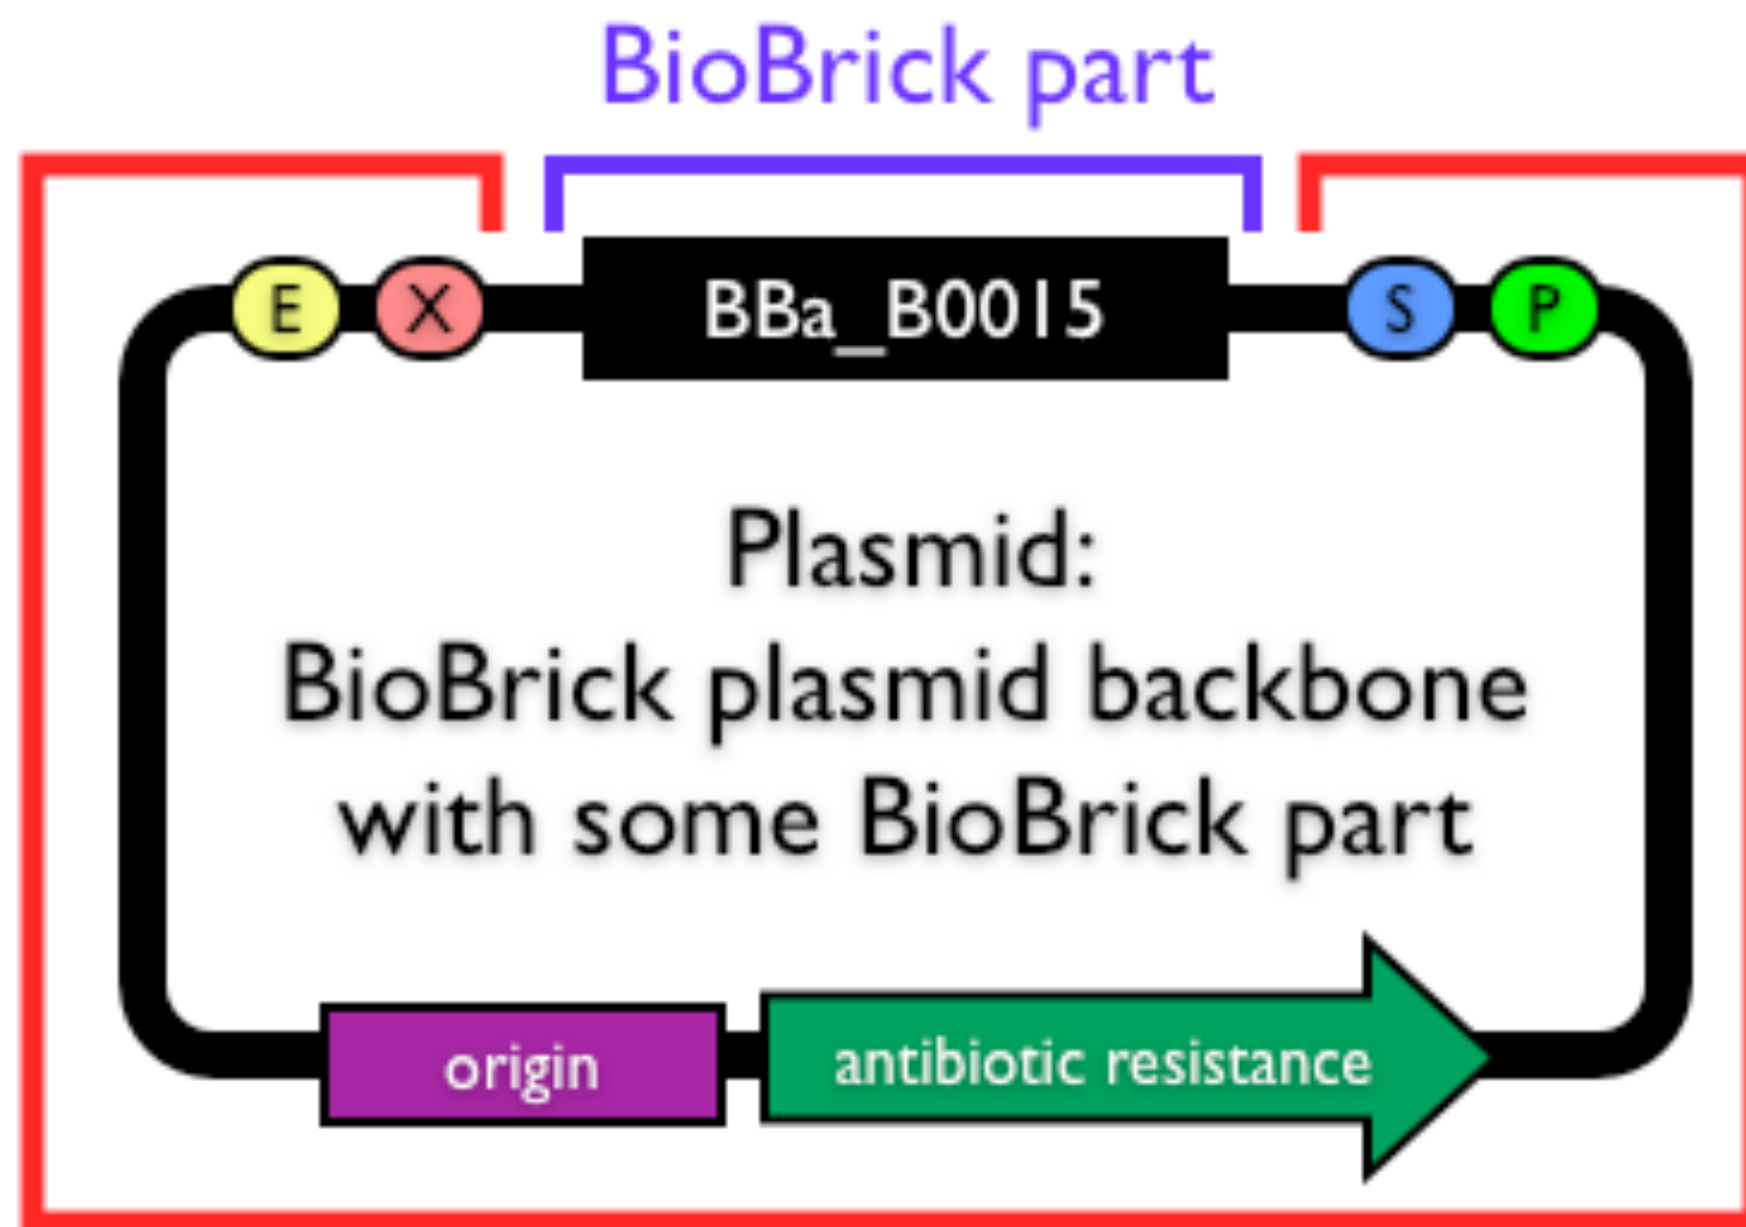 BioBrick part
E X BBa_B0015 S P
Plasmid:
BioBrick plasmid backbone
with some BioBrick part
origin antibiotic resistance